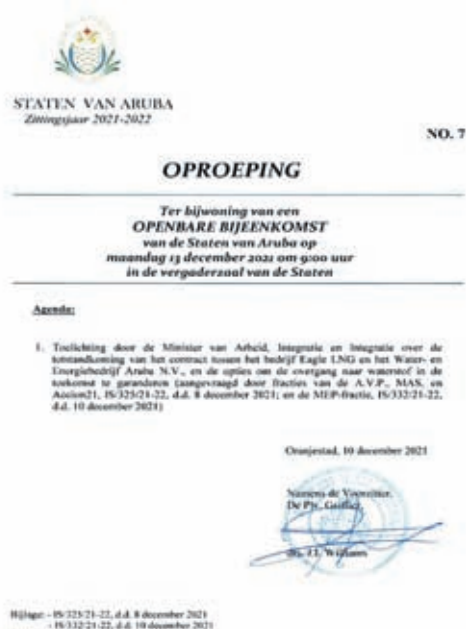 STATEN VAN ARUBA
Zittingsjaar 2021-2022
NO. 7
OPROEPING
Ter bijwoning van een
OPENBARE BIJEENKOMST
van de Staten van Aruba op
maandag 13 december 2021 om 9:00 uur
in de vergaderzaal van de Staten
Agenda:
1. Toelichting door de Minister van Arbeid, Integratie en Integratie over de
totstandkoming van het contract tussen het bedrijf Eagle LNG en het Water- en
Energiebedrijf Aruba N.V., en de opties om de overgang naar waterstof in de
toekomst te garanderen (aangevraagd door fracties van de A.V.P., MAS, en
Accion21, IS/325/21-22, d.d. 8 december 2021; en de MEP-fractie, IS/332/21-22,
d.d. 10 december 2021)
Oranjestad, 10 december 2021
Namens de Voorzitter,
De Plv. Griffier,
Bijlage: - IS/325/21-22, d.d. 8 december 2021
- IS/332/21-22, d.d. 10 december 2021